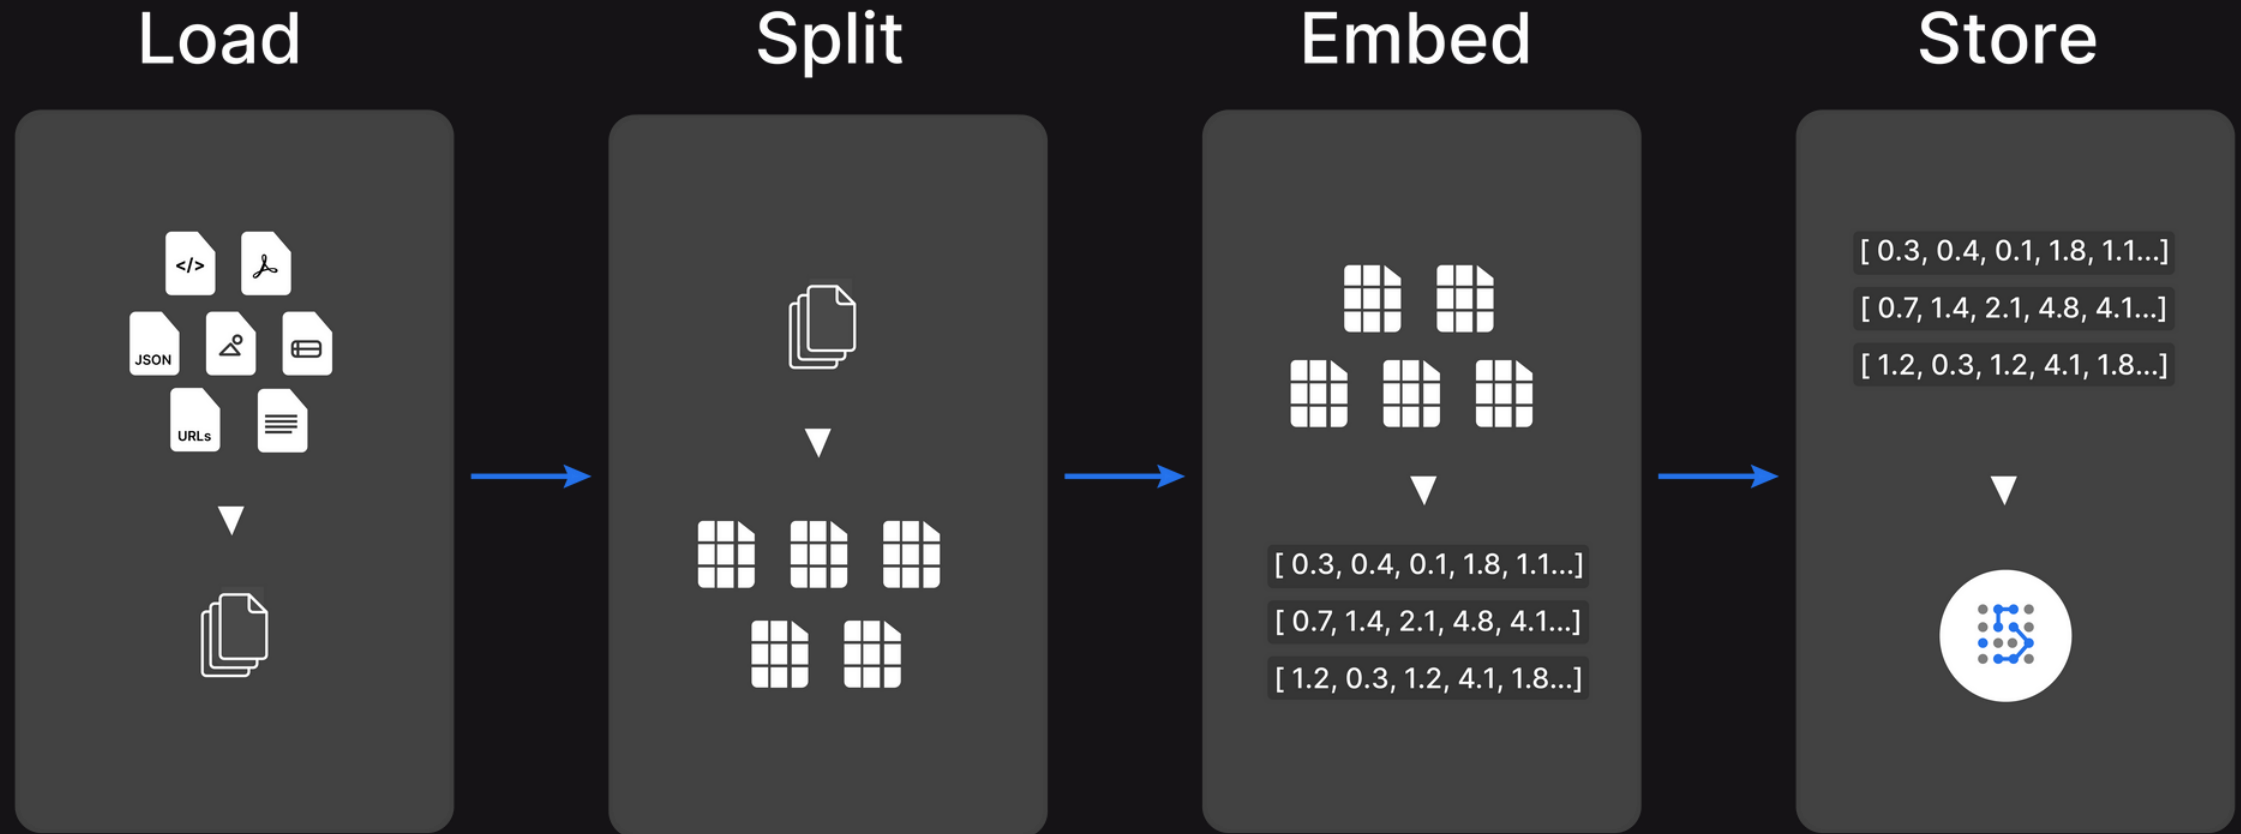 Load
Split
Embed
Store
</>
JSON
URLs
[ 0.3, 0.4, 0.1, 1.8, 1.1...]
[ 0.7, 1.4, 2.1, 4.8, 4.1...]
[ 1.2, 0.3, 1.2, 4.1, 1.8...]
[ 0.3, 0.4, 0.1, 1.8, 1.1...]
[ 0.7, 1.4, 2.1, 4.8, 4.1...]
[ 1.2, 0.3, 1.2, 4.1, 1.8...]